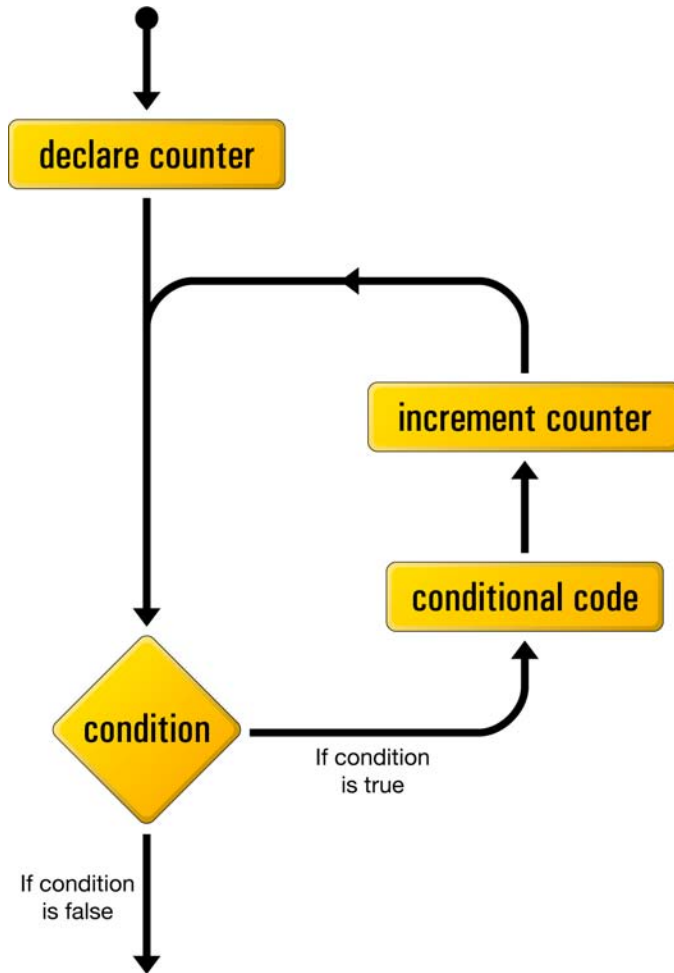 declare counter
increment counter
conditional code
condition
If condition
is true
If condition
is false